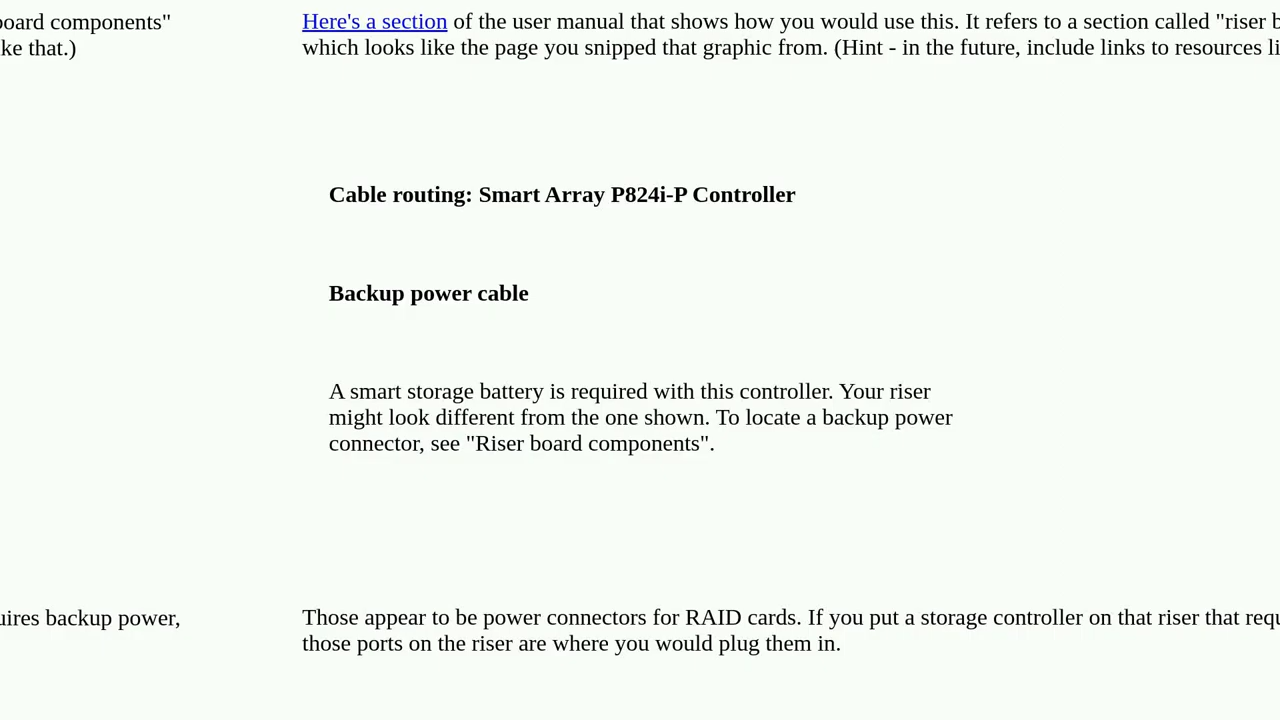 Here's a section of the user manual that shows how you would use this. It refers to a section called "riser b
oard components"
which looks like the page you snipped that graphic from. (Hint - in the future, include links to resources li
ke that.)
Cable routing: Smart Array P824i-P Controller
Backup power cable
A smart storage battery is required with this controller. Your riser
might look different from the one shown. To locate a backup power
connector, see "Riser board components".
Those appear to be power connectors for RAID cards. If you put a storage controller on that riser that requ
uires backup power,
those ports on the riser are where you would plug them in.